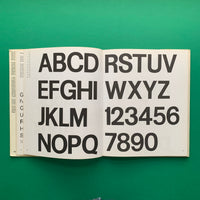 ABCD
EFGHI
JKLM
NOPQ
RSTUV
WXYZ
123456
7890